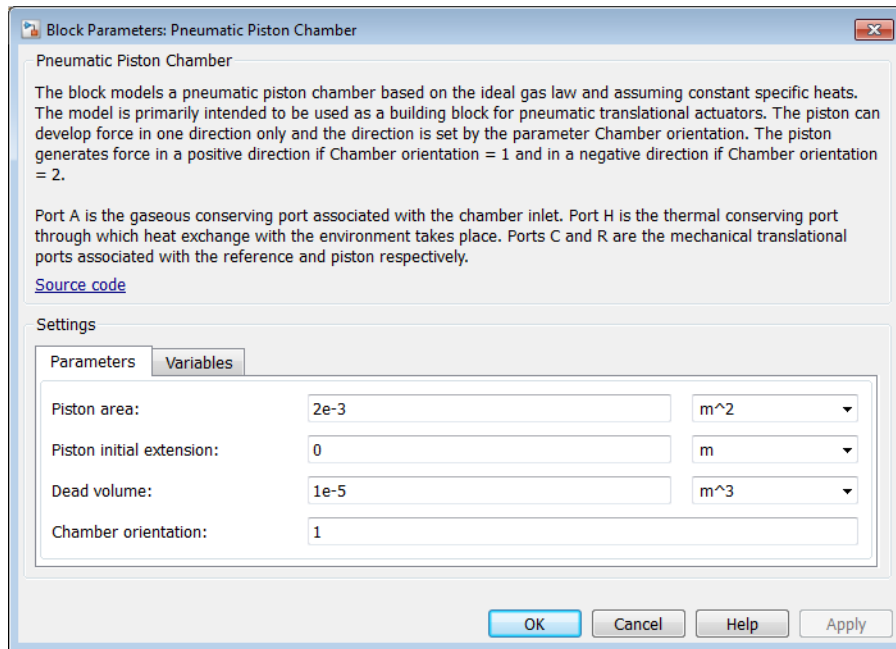 Block Parameters: Pneumatic Piston Chamber
Pneumatic Piston Chamber
The block models a pneumatic piston chamber based on the ideal gas law and assuming constant specific heats.
The model is primarily intended to be used as a building block for pneumatic translational actuators. The piston can
develop force in one direction only and the direction is set by the parameter Chamber orientation. The piston
generates force in a positive direction if Chamber orientation = 1 and in a negative direction if Chamber orientation
= 2.
Port A is the gaseous conserving port associated with the chamber inlet. Port H is the thermal conserving port
through which heat exchange with the environment takes place. Ports C and R are the mechanical translational
ports associated with the reference and piston respectively.
Source code
Settings
Parameters Variables
Piston area: 2e-3 m^2
Piston initial extension: 0 m
Dead volume: 1e-5 m^3
Chamber orientation: 1
OK Cancel Help Apply